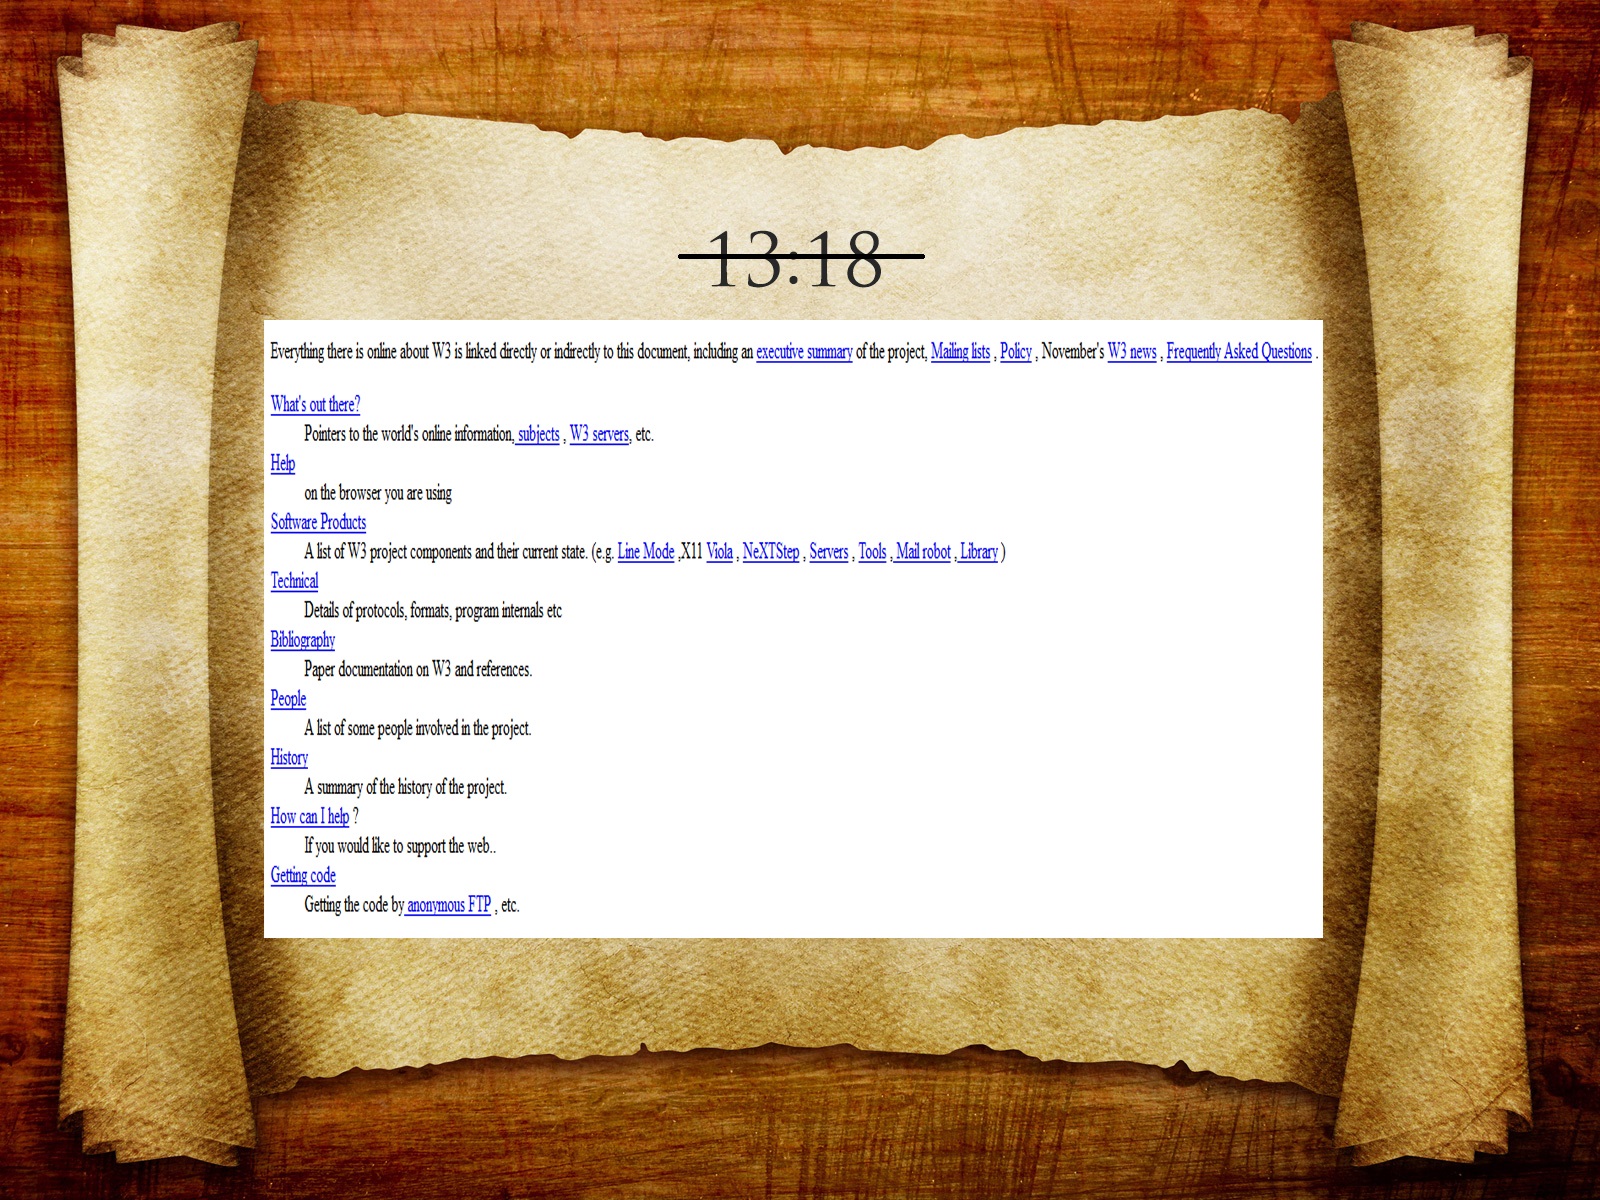 13:18
Everything there is online about W3 is linked directly or indirectly to this document, including an executive summary of the project, Mailing lists , Policy , November's W3 news , Frequently Asked Questions .
What's out there?
Pointers to the world's online information, subjects , W3 servers, etc.
Help
on the browser you are using
Software Products
A list of W3 project components and their current state. (e.g. Line Mode ,X11 Viola , NeXTStep , Servers , Tools , Mail robot , Library )
Technical
Details of protocols, formats, program internals etc
Bibliography
Paper documentation on W3 and references.
People
A list of some people involved in the project.
History
A summary of the history of the project.
How can I help ?
If you would like to support the web..
Getting code
Getting the code by anonymous FTP , etc.